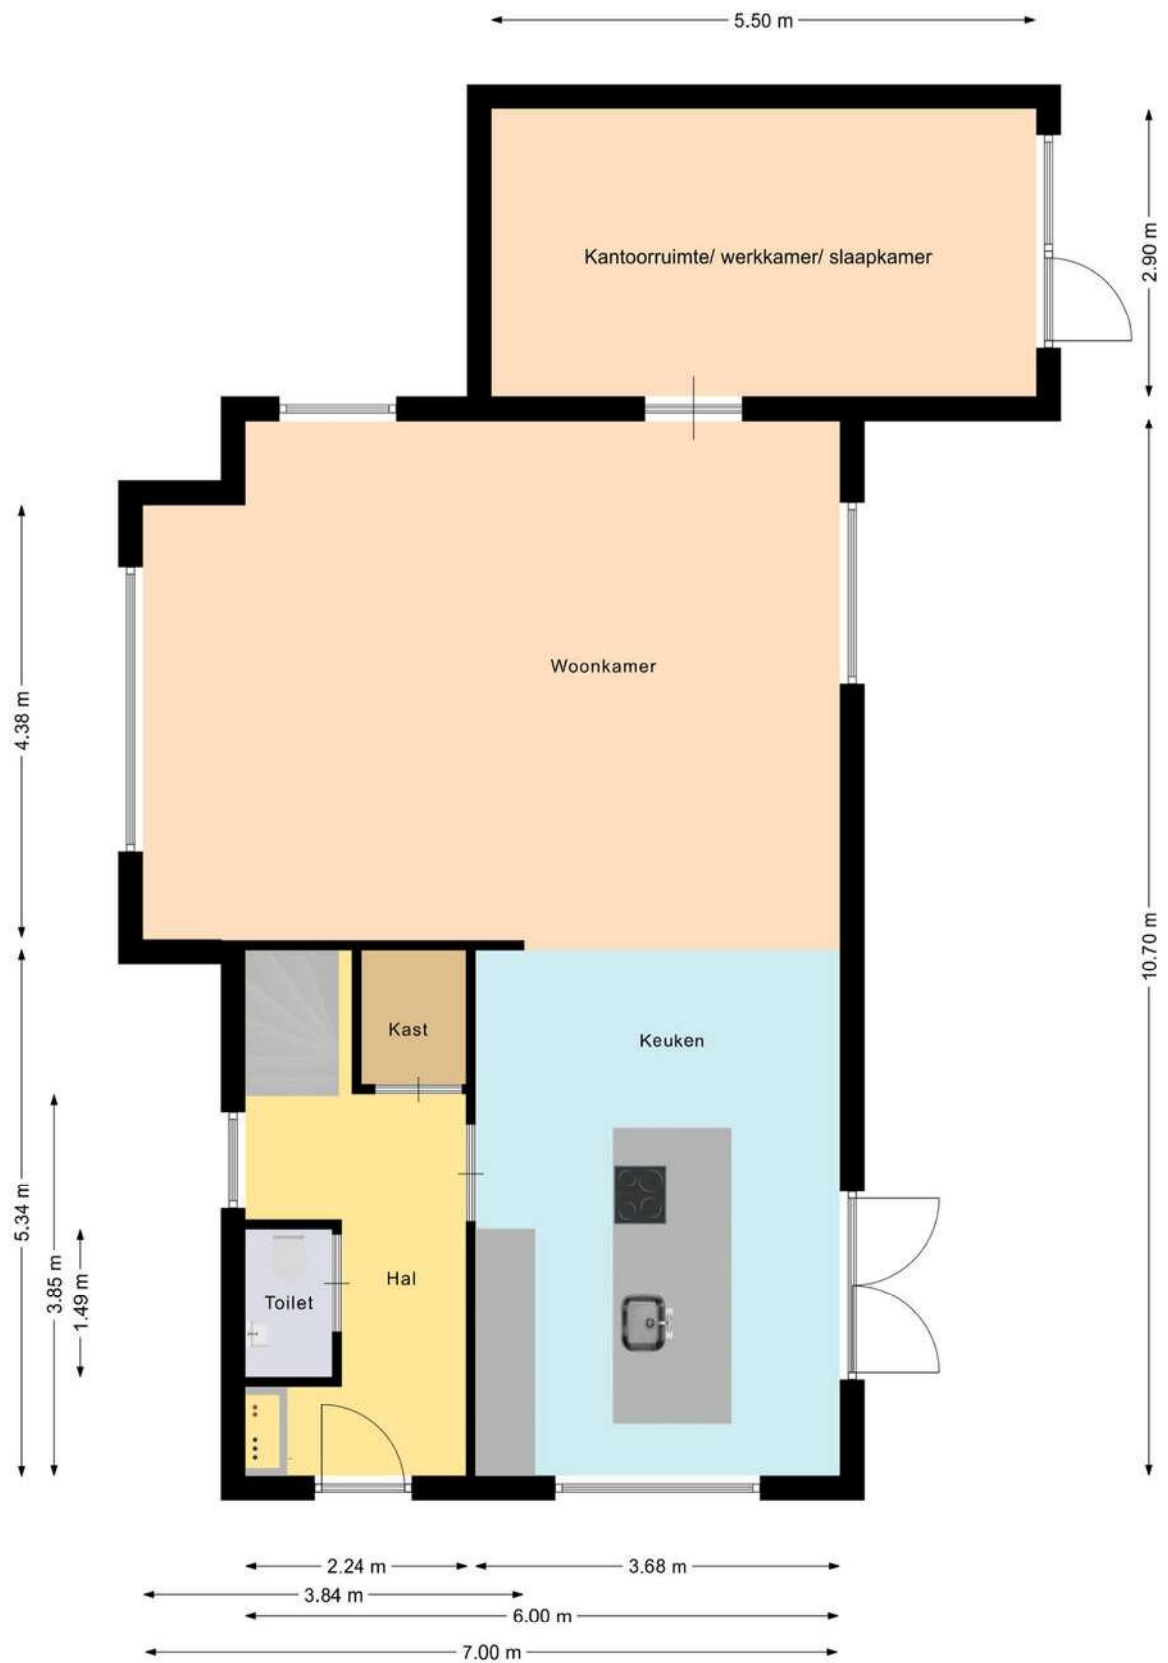 5.50 m
2.90 m
Kantoorruimte/ werkkamer/ slaapkamer
Woonkamer
4.38 m
10.70 m
Kast
Keuken
5.34 m
3.85 m
1.49 m
Hal
Toilet
2.24 m
3.68 m
3.84 m
6.00 m
7.00 m